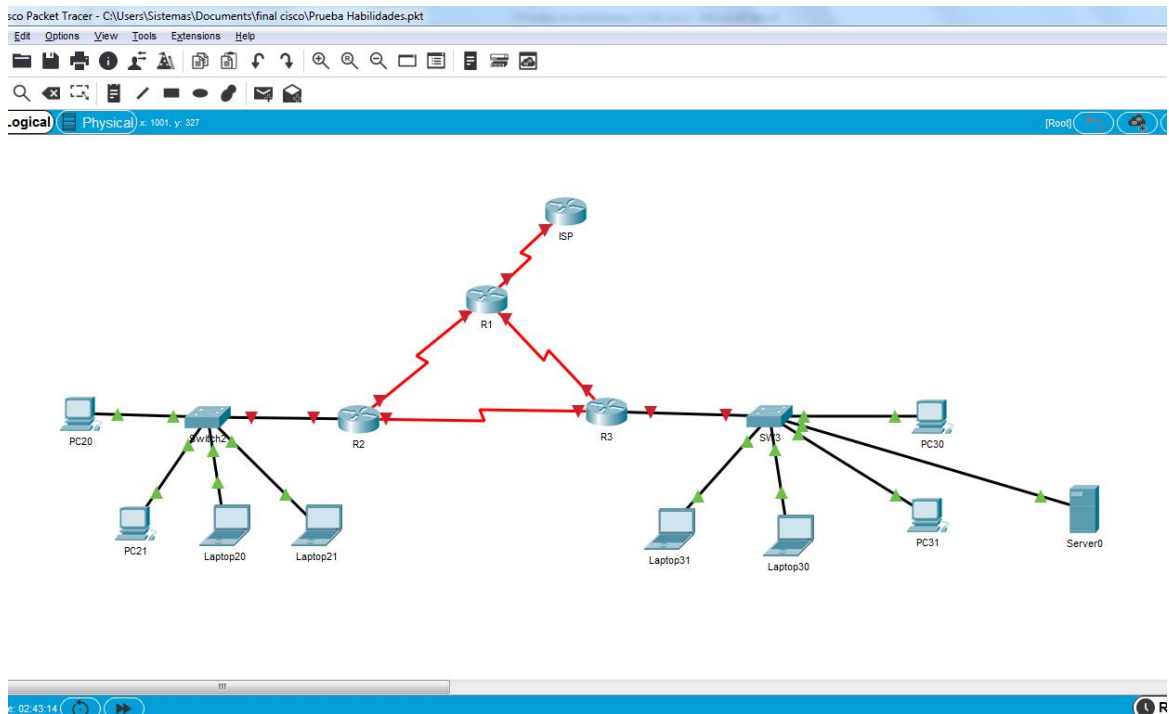 sco Packet Tracer - C:\Users\Sistemas\Documents\final cisco\Prueba Habilidades.pkt
Edit Options View Tools Extensions Help
Logical Physical x: 1001, y: 327 [Root]
ISP
R1
PC20 Switch2 R2 R3 SW3 PC30
PC21 Laptop20 Laptop21 Laptop31 Laptop30 PC31 Server0
e: 02:43:14 R